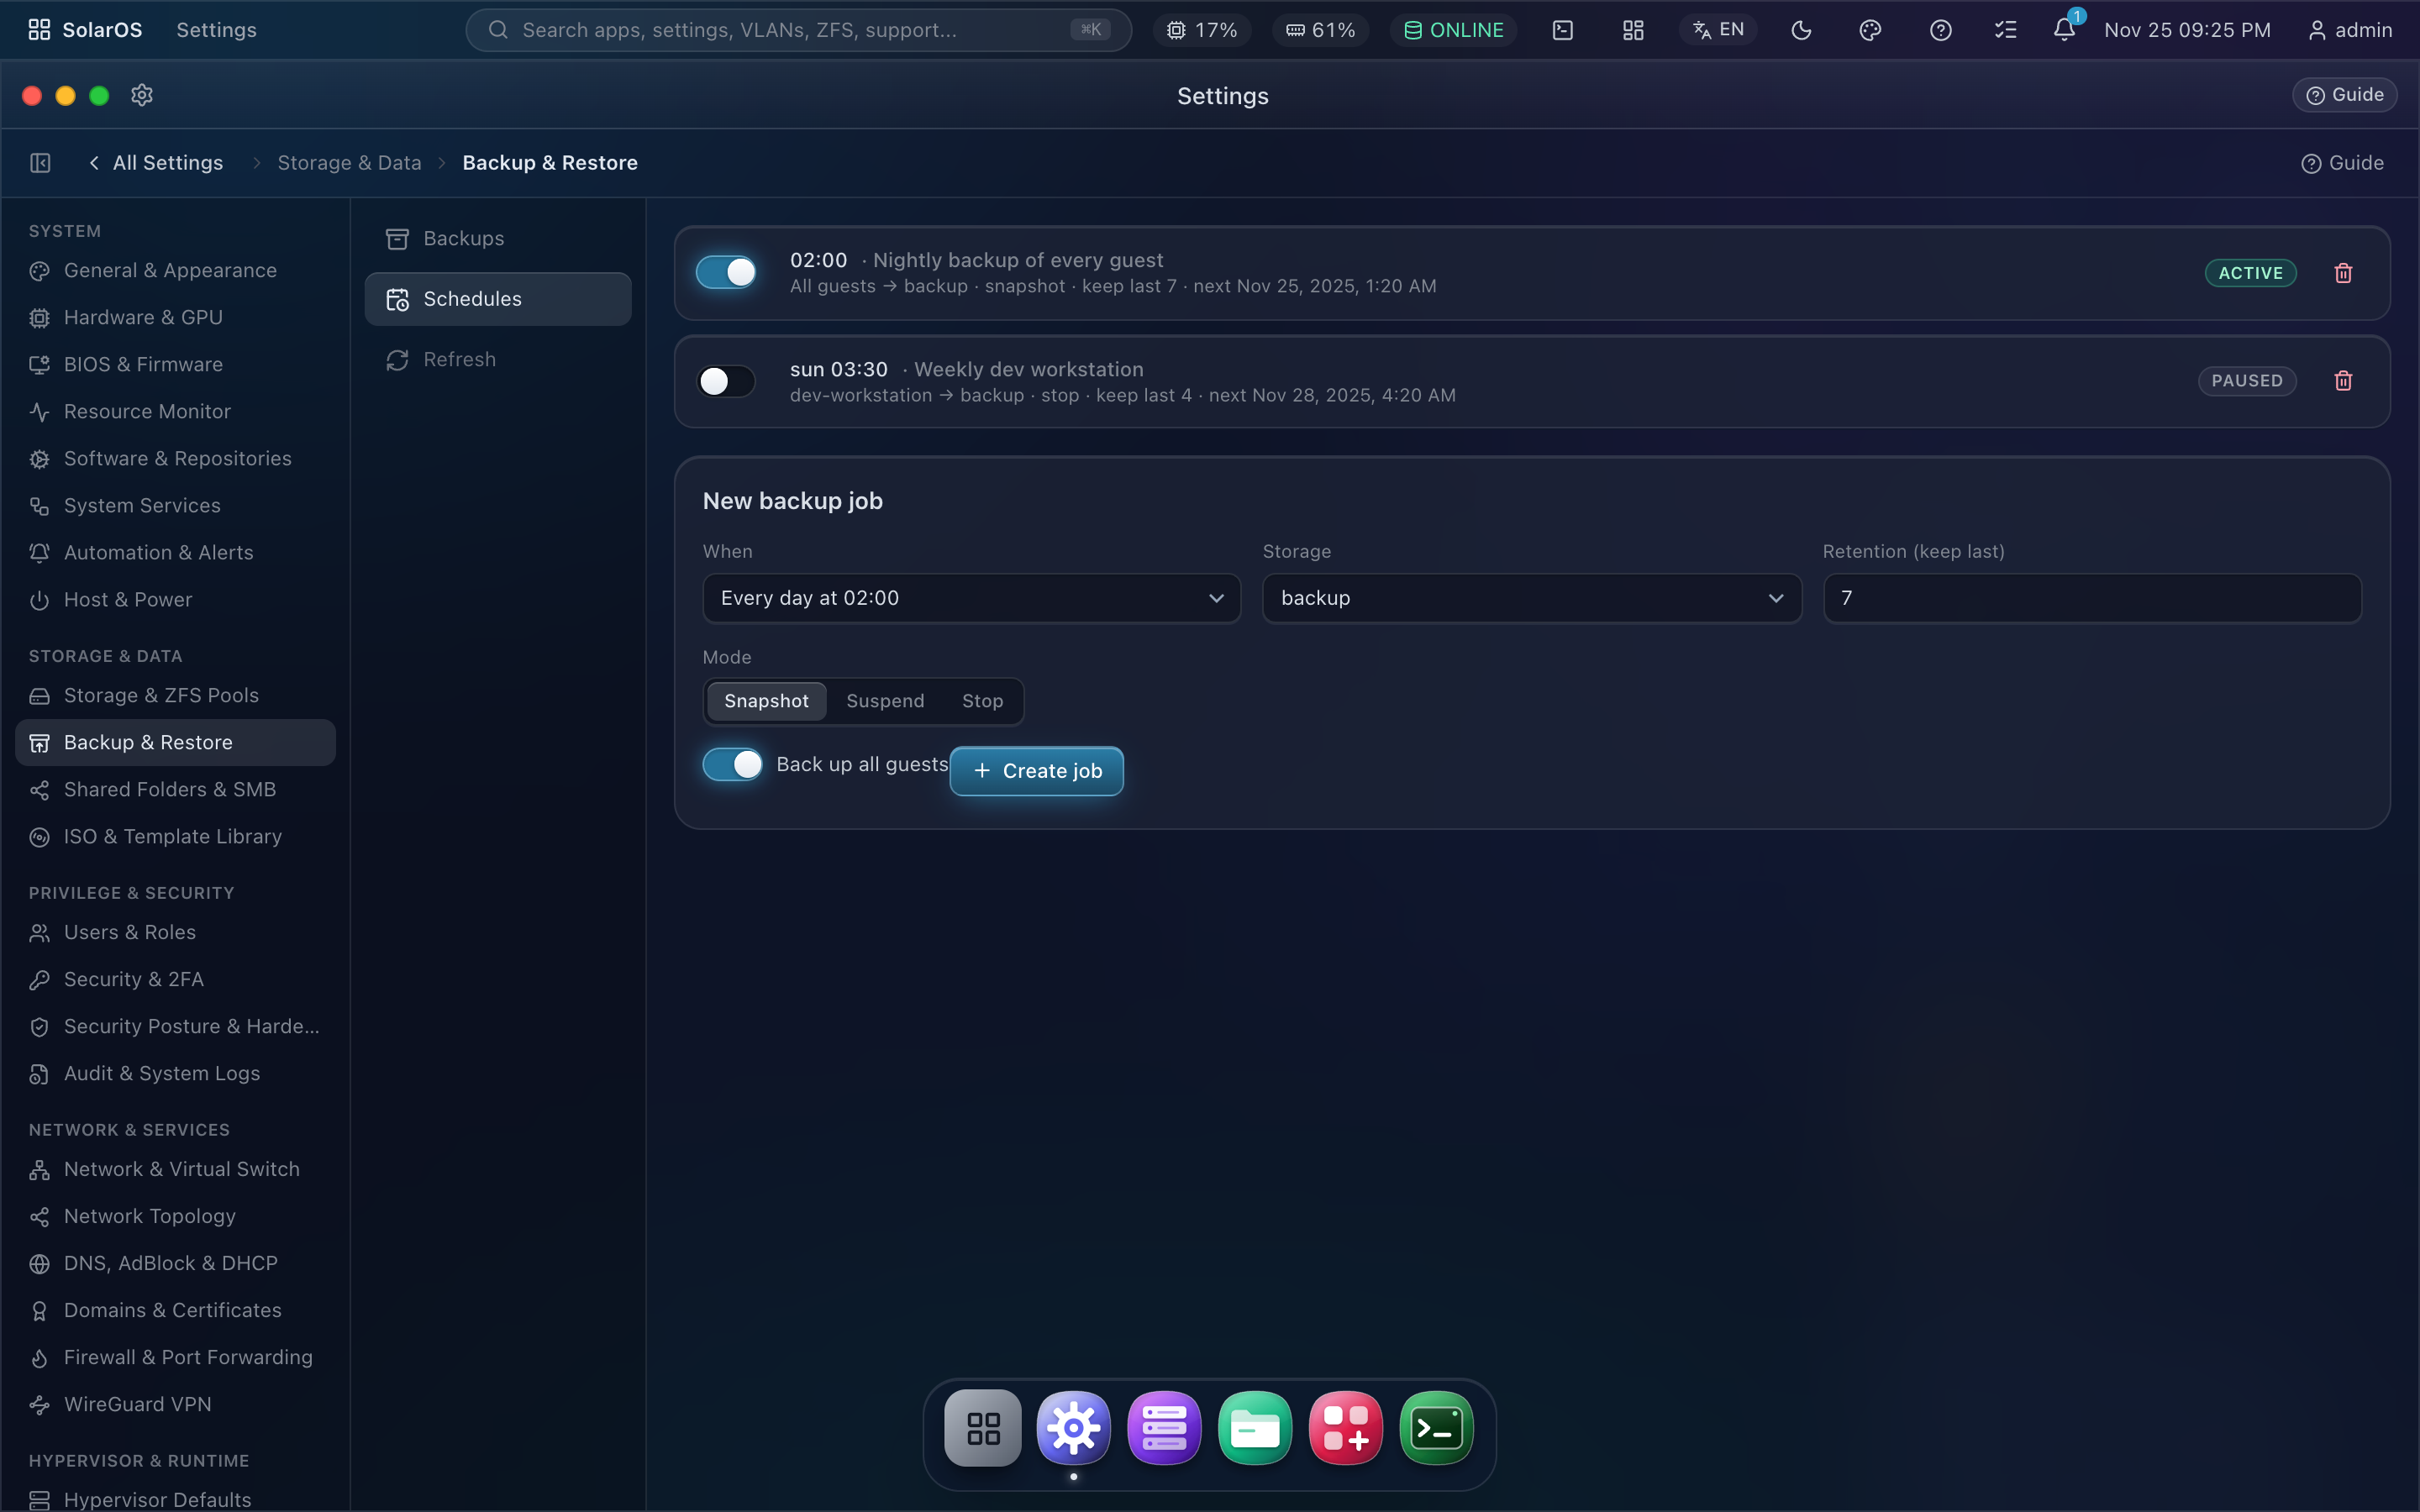 SolarOS Settings Search apps, settings, VLANs, ZFS, support... ⌘K 17% 61% ONLINE EN 1 Nov 25 09:25 PM admin
Settings
Guide
All Settings Storage & Data Backup & Restore Guide
SYSTEM
General & Appearance
Hardware & GPU
BIOS & Firmware
Resource Monitor
Software & Repositories
System Services
Automation & Alerts
Host & Power
STORAGE & DATA
Storage & ZFS Pools
Backup & Restore
Shared Folders & SMB
ISO & Template Library
PRIVILEGE & SECURITY
Users & Roles
Security & 2FA
Security Posture & Harde...
Audit & System Logs
NETWORK & SERVICES
Network & Virtual Switch
Network Topology
DNS, AdBlock & DHCP
Domains & Certificates
Firewall & Port Forwarding
WireGuard VPN
HYPERVISOR & RUNTIME
Hypervisor Defaults
Backups
Schedules
Refresh
02:00 · Nightly backup of every guest
All guests → backup · snapshot · keep last 7 · next Nov 25, 2025, 1:20 AM
ACTIVE
sun 03:30 · Weekly dev workstation
dev-workstation → backup · stop · keep last 4 · next Nov 28, 2025, 4:20 AM
PAUSED
New backup job
When Storage Retention (keep last)
Every day at 02:00 backup 7
Mode
Snapshot Suspend Stop
Back up all guests + Create job